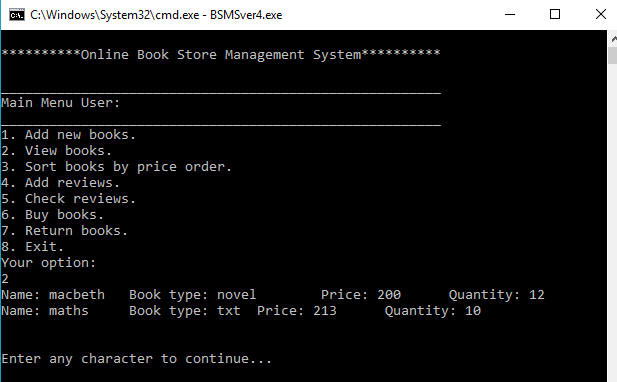 C:\Windows\System32\cmd.exe - BSMSver4.exe
**********Online Book Store Management System**********
_______________________________________________________
Main Menu User:
_______________________________________________________
1. Add new books.
2. View books.
3. Sort books by price order.
4. Add reviews.
5. Check reviews.
6. Buy books.
7. Return books.
8. Exit.
Your option:
2
Name: macbeth   Book type: novel        Price: 200      Quantity: 12
Name: maths     Book type: txt  Price: 213      Quantity: 10
Enter any character to continue...